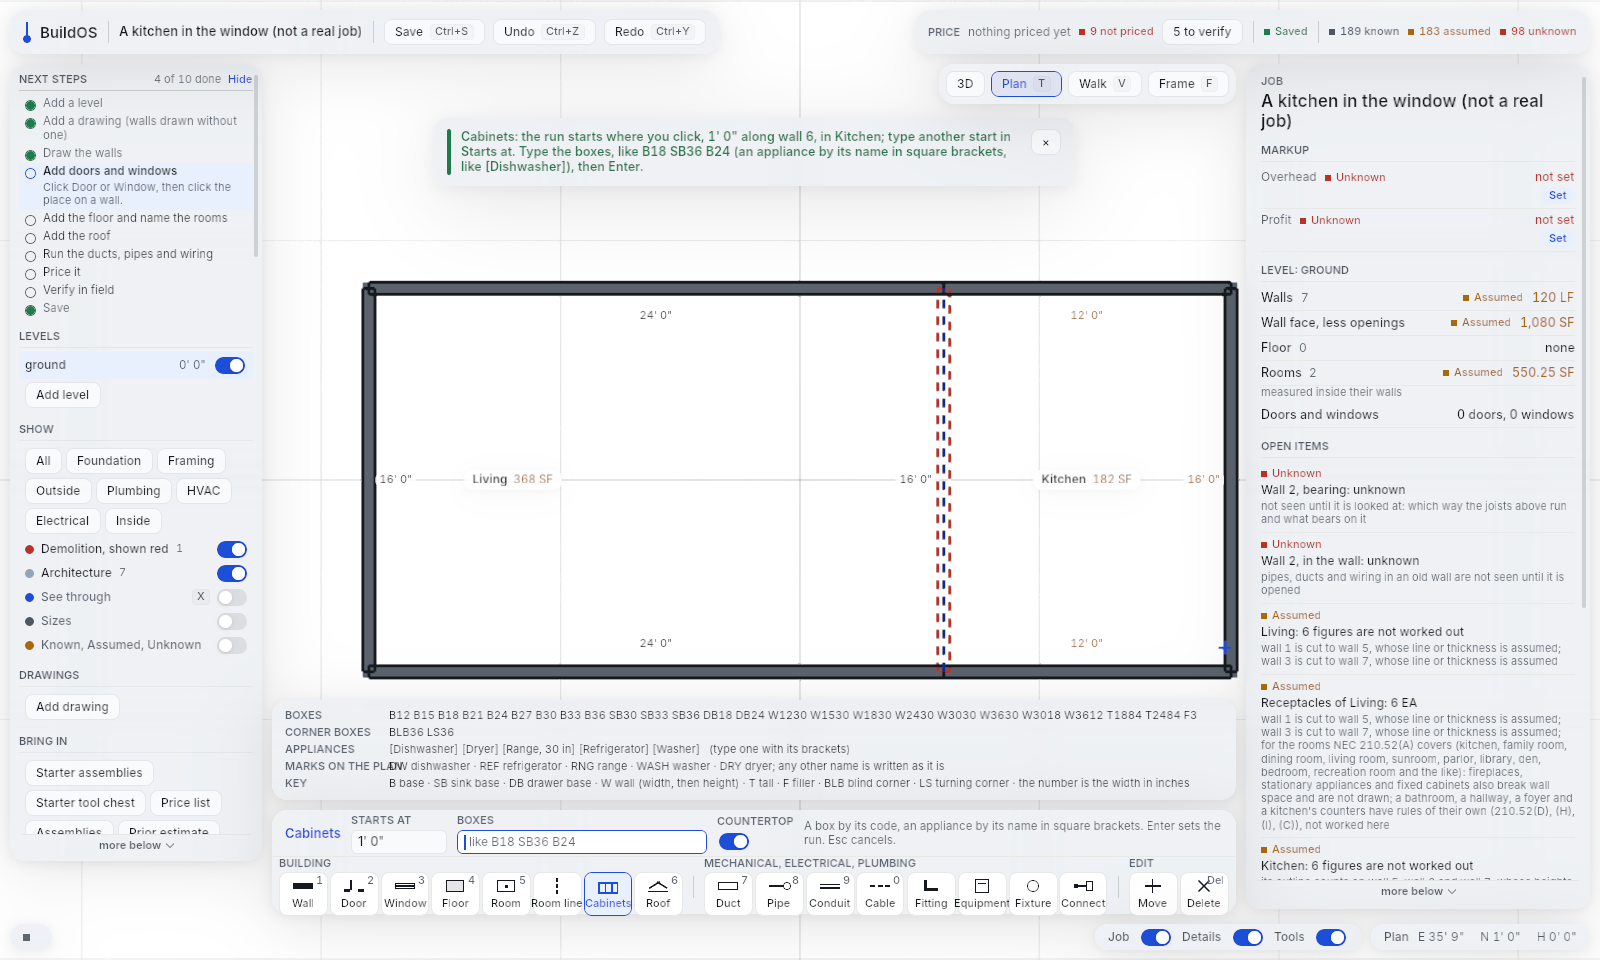 BuildOS
A kitchen in the window (not a real job)
Save Ctrl+S
Undo Ctrl+Z
Redo Ctrl+Y
PRICE nothing priced yet 9 not priced
5 to verify
Saved
189 known 183 assumed 98 unknown
3D
Plan T
Walk V
Frame F
NEXT STEPS 4 of 10 done Hide
Add a level
Add a drawing (walls drawn without
one)
Draw the walls
Add doors and windows
Click Door or Window, then click the
place on a wall.
Add the floor and name the rooms
Add the roof
Run the ducts, pipes and wiring
Price it
Verify in field
Save
LEVELS
ground 0' 0"
Add level
SHOW
All Foundation Framing
Outside Plumbing HVAC
Electrical Inside
Demolition, shown red 1
Architecture 7
See through X
Sizes
Known, Assumed, Unknown
DRAWINGS
Add drawing
BRING IN
Starter assemblies
Starter tool chest Price list
Assemblies Prior estimate
more below
Cabinets: the run starts where you click, 1' 0" along wall 6, in Kitchen; type another start in
Starts at. Type the boxes, like B18 SB36 B24 (an appliance by its name in square brackets,
like [Dishwasher]), then Enter.
×
24' 0" 12' 0"
16' 0" Living 368 SF 16' 0" Kitchen 182 SF 16' 0"
24' 0" 12' 0"
BOXES B12 B15 B18 B21 B24 B27 B30 B33 B36 SB30 SB33 SB36 DB18 DB24 W1230 W1530 W1830 W2430 W3030 W3630 W3018 W3612 T1884 T2484 F3
CORNER BOXES BLB36 LS36
APPLIANCES [Dishwasher] [Dryer] [Range, 30 in] [Refrigerator] [Washer] (type one with its brackets)
MARKS ON THE PLAN DW dishwasher · REF refrigerator · RNG range · WASH washer · DRY dryer; any other name is written as it is
KEY B base · SB sink base · DB drawer base · W wall (width, then height) · T tall · F filler · BLB blind corner · LS turning corner · the number is the width in inches
Cabinets
STARTS AT
1' 0"
BOXES
like B18 SB36 B24
COUNTERTOP
A box by its code, an appliance by its name in square brackets. Enter sets the
run. Esc cancels.
BUILDING
Wall 1
Door 2
Window 3
Floor 4
Room 5
Room line
Cabinets
Roof 6
MECHANICAL, ELECTRICAL, PLUMBING
Duct 7
Pipe 8
Conduit 9
Cable 0
Fitting
Equipment
Fixture
Connect
EDIT
Move
Delete Del
JOB
A kitchen in the window (not a real
job)
MARKUP
Overhead Unknown not set
Set
Profit Unknown not set
Set
LEVEL: GROUND
Walls 7 Assumed 120 LF
Wall face, less openings Assumed 1,080 SF
Floor 0 none
Rooms 2 Assumed 550.25 SF
measured inside their walls
Doors and windows 0 doors, 0 windows
OPEN ITEMS
Unknown
Wall 2, bearing: unknown
not seen until it is looked at: which way the joists above run
and what bears on it
Unknown
Wall 2, in the wall: unknown
pipes, ducts and wiring in an old wall are not seen until it is
opened
Assumed
Living: 6 figures are not worked out
wall 1 is cut to wall 5, whose line or thickness is assumed;
wall 3 is cut to wall 7, whose line or thickness is assumed
Assumed
Receptacles of Living: 6 EA
wall 1 is cut to wall 5, whose line or thickness is assumed;
wall 3 is cut to wall 7, whose line or thickness is assumed;
for the rooms NEC 210.52(A) covers (kitchen, family room,
dining room, living room, sunroom, parlor, library, den,
bedroom, recreation room and the like): fireplaces,
stationary appliances and fixed cabinets also break wall
space and are not drawn; a bathroom, a hallway, a foyer and
a kitchen's counters have rules of their own (210.52(D), (H),
(I), (C)), not worked here
Assumed
Kitchen: 6 figures are not worked out
more below
Job Details Tools
Plan E 35' 9" N 1' 0" H 0' 0"